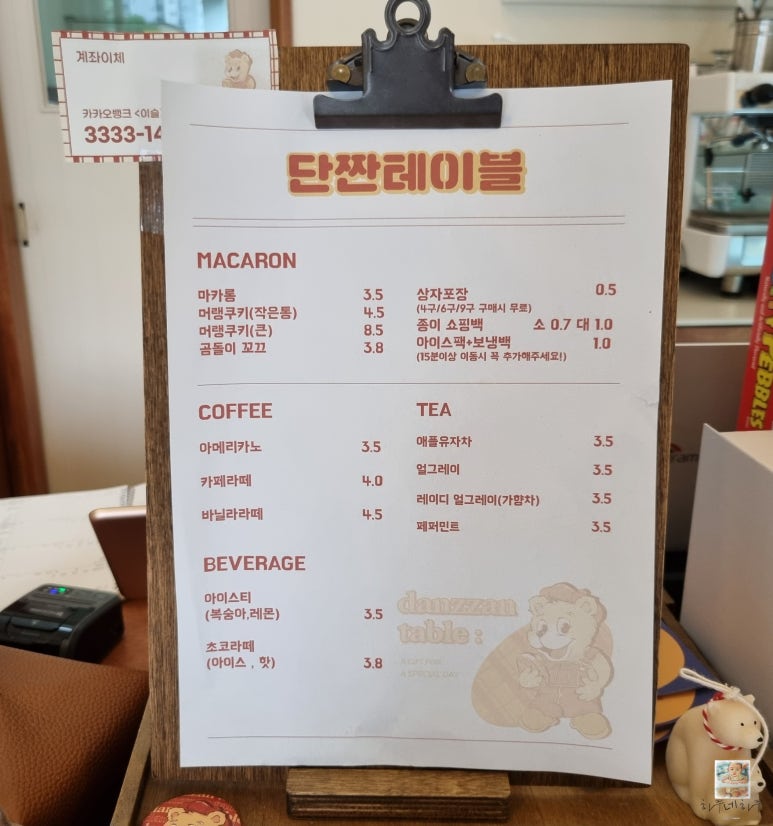 계좌이체
카카오뱅크 <이슬
3333-14
단짠테이블
MACARON
마카롱 3.5
머랭쿠키(작은통) 4.5
머랭쿠키(큰) 8.5
곰돌이 꼬끄 3.8
상자포장 0.5
(4구/6구/9구 구매시 무료)
종이 쇼핑백 소 0.7 대 1.0
아이스팩+보냉백 1.0
(15분이상 이동시 꼭 추가해주세요!)
COFFEE
아메리카노 3.5
카페라떼 4.0
바닐라라떼 4.5
TEA
애플유자차 3.5
얼그레이 3.5
레이디 얼그레이(가향차) 3.5
페퍼민트 3.5
BEVERAGE
아이스티
(복숭아,레몬) 3.5
초코라떼
(아이스 , 핫) 3.8
danzzan
table :
A GIFT FOR
A SPECIAL DAY
하우네하우